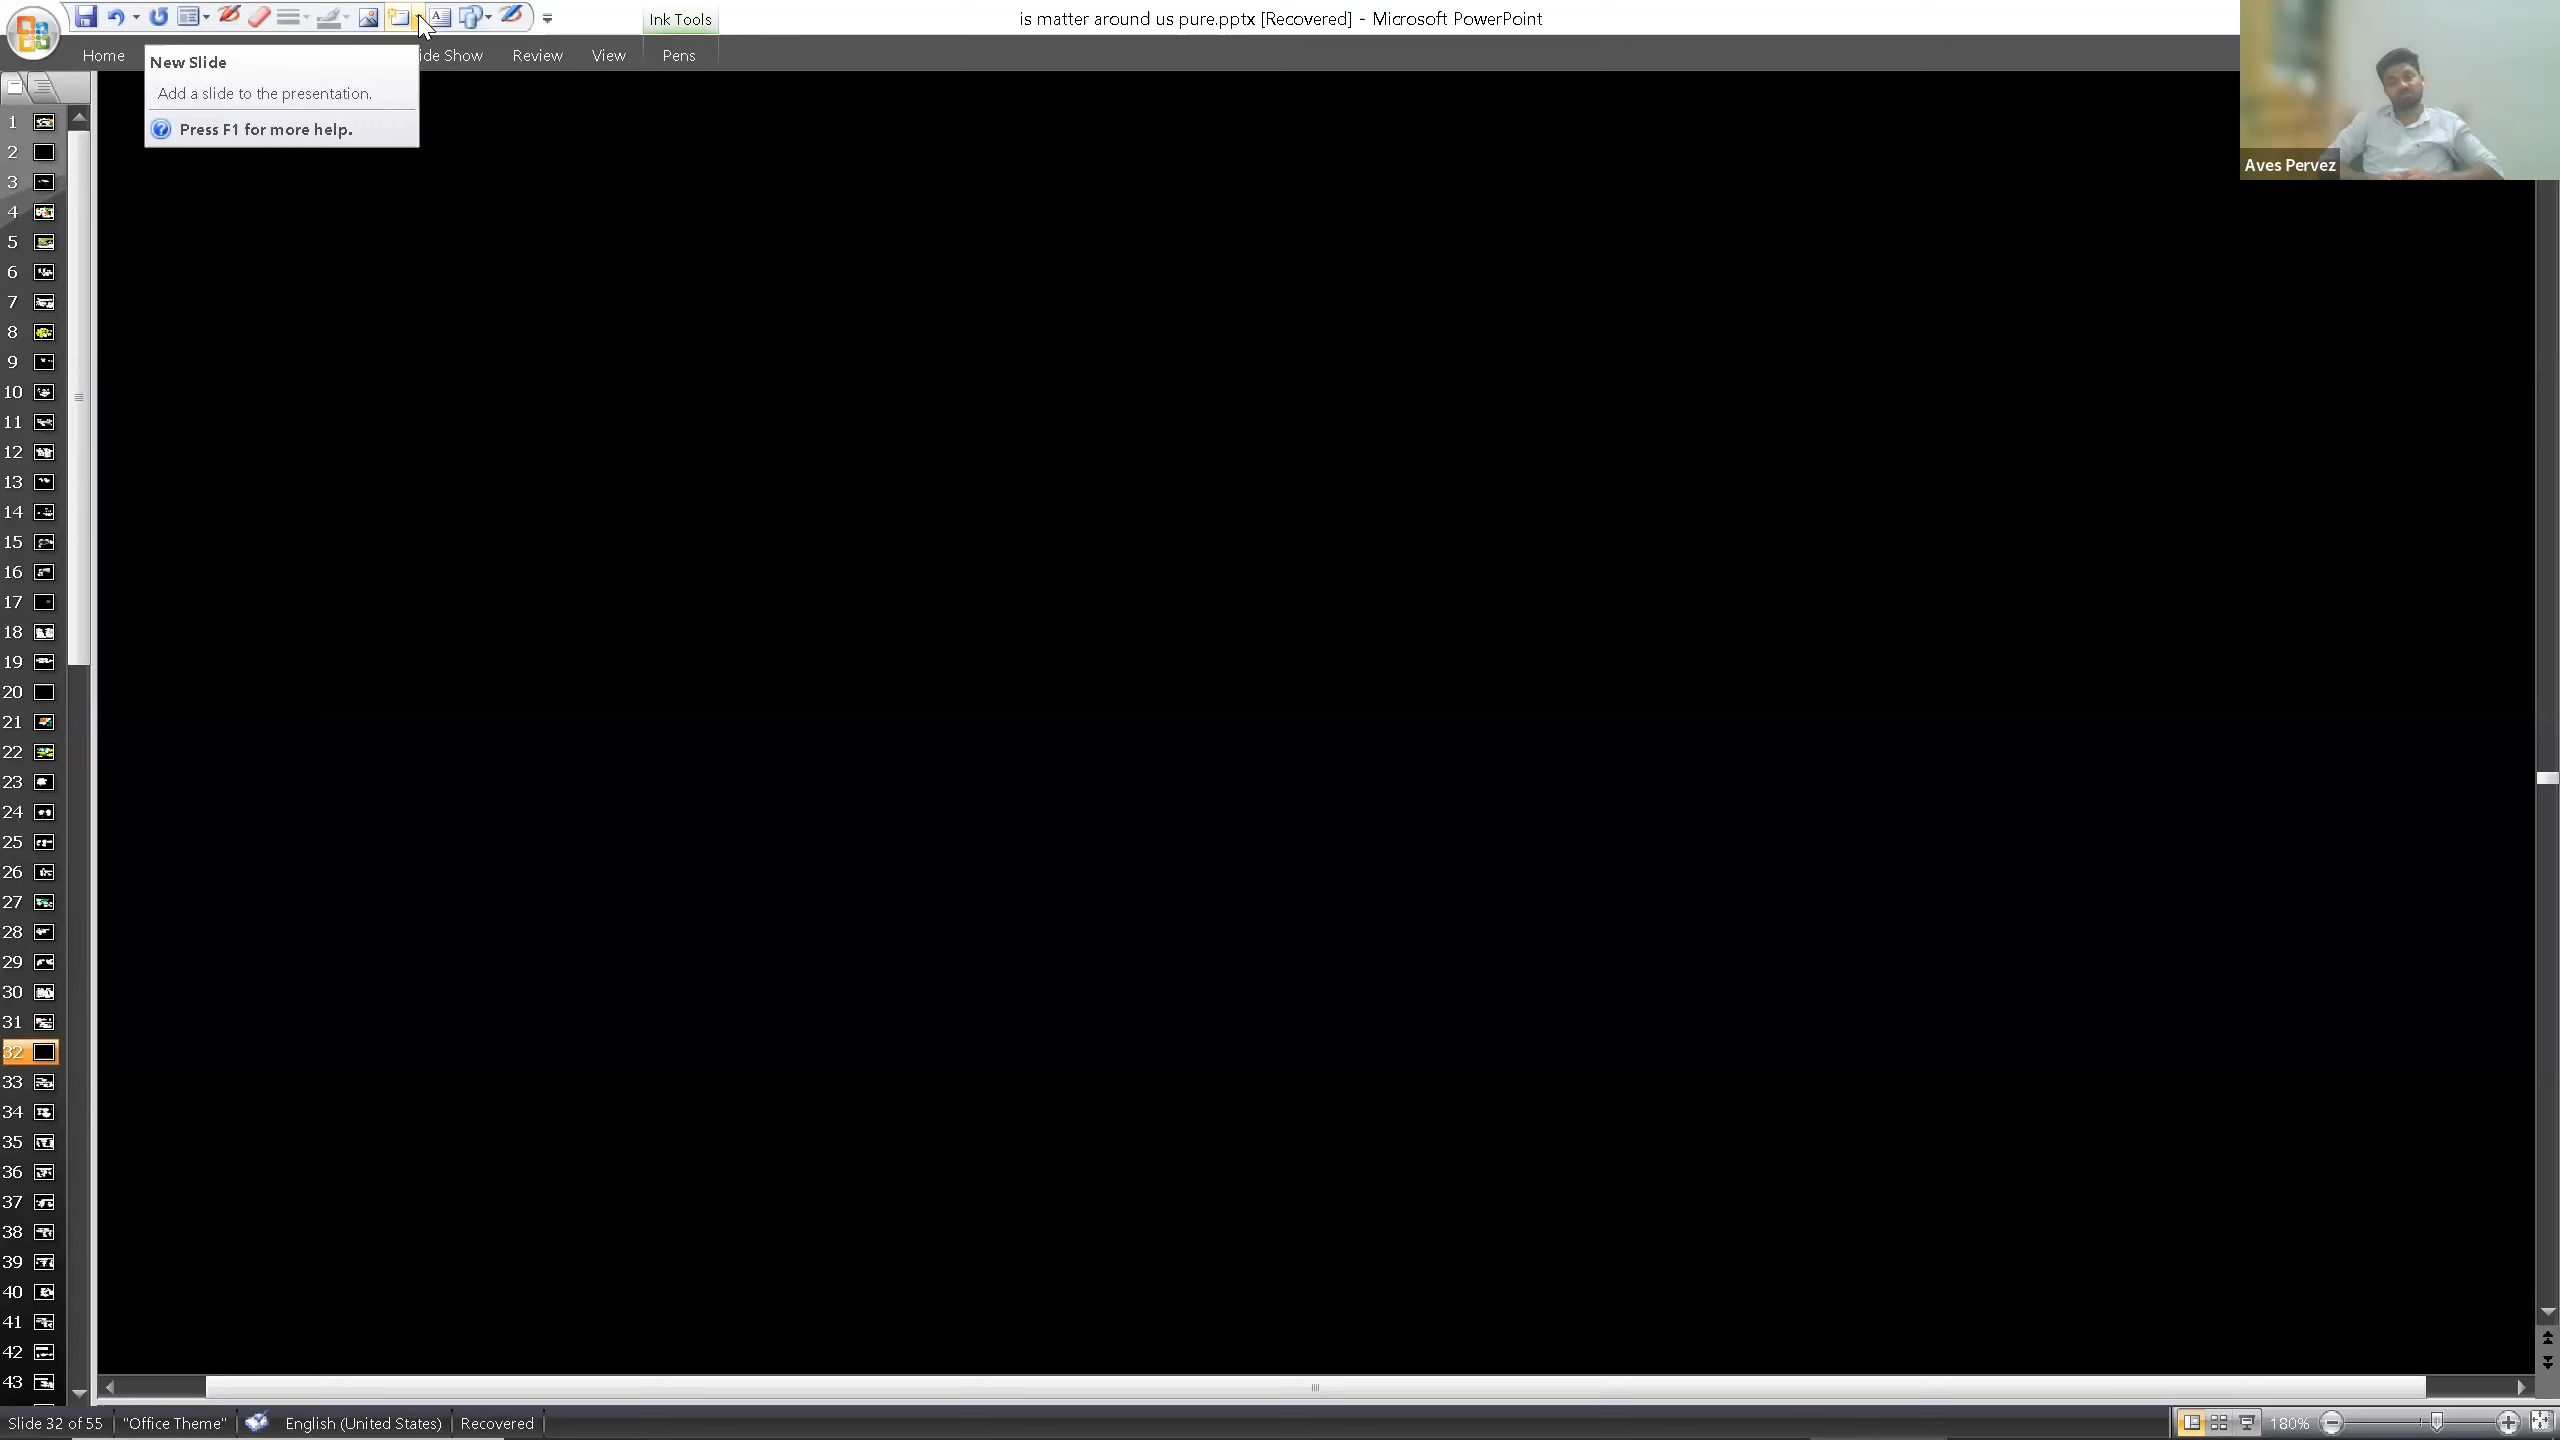 Ink Tools
is matter around us pure.pptx [Recovered] - Microsoft PowerPoint
Home
ide Show
Review
View
Pens
New Slide
Add a slide to the presentation.
Press F1 for more help.
Aves Pervez
1
2
3
4
5
6
7
8
9
10
11
12
13
14
15
16
17
18
19
20
21
22
23
24
25
26
27
28
29
30
31
32
33
34
35
36
37
38
39
40
41
42
43
Slide 32 of 55
"Office Theme"
English (United States)
Recovered
180%